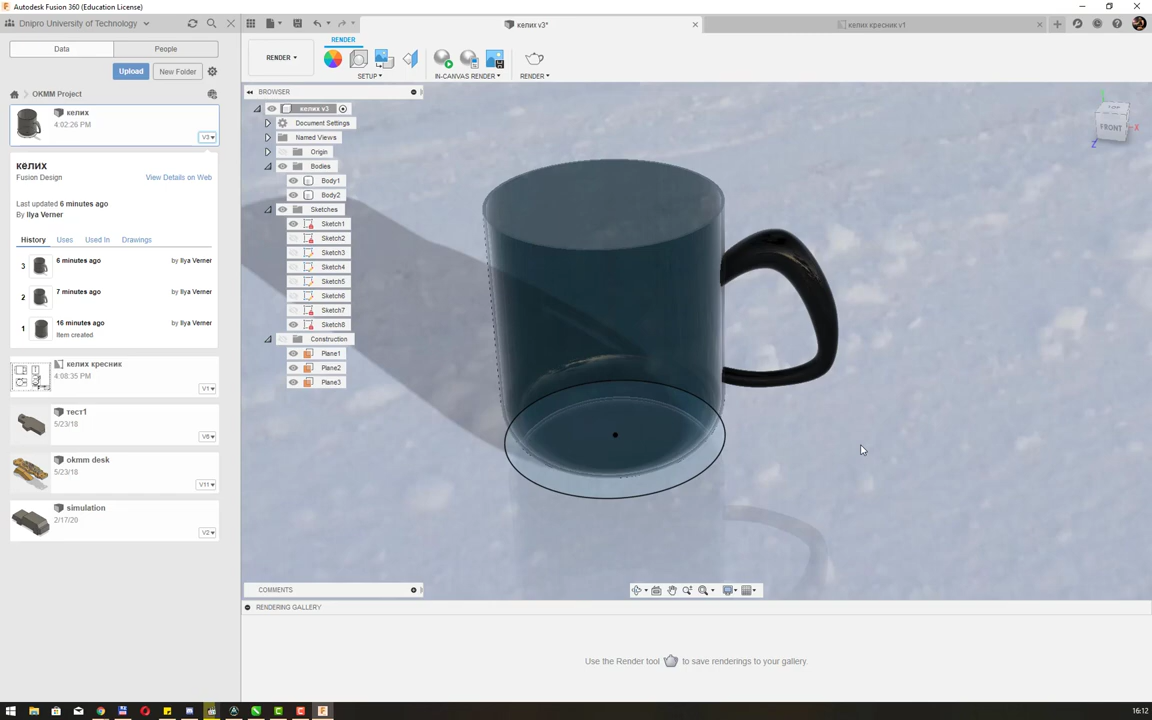 Autodesk Fusion 360 (Education License)
Dnipro University of Technology
келих v3*
келих кресник v1
Data
People
Upload
New Folder
OKMM Project
келих
4:02:26 PM
V3
келих
Fusion Design
View Details on Web
Last updated 6 minutes ago
By Ilya Verner
History
Uses
Used In
Drawings
3
6 minutes ago
by Ilya Verner
2
7 minutes ago
by Ilya Verner
1
16 minutes ago
by Ilya Verner
Item created
келих кресник
4:08:35 PM
V1
тест1
5/23/18
V6
okmm desk
5/23/18
V11
simulation
2/17/20
V2
RENDER
RENDER
SETUP
IN-CANVAS RENDER
RENDER
BROWSER
келих v3
Document Settings
Named Views
Origin
Bodies
Body1
Body2
Sketches
Sketch1
Sketch2
Sketch3
Sketch4
Sketch5
Sketch6
Sketch7
Sketch8
Construction
Plane1
Plane2
Plane3
TOP
FRONT
X
Z
COMMENTS
RENDERING GALLERY
Use the Render tool to save renderings to your gallery.
16:12